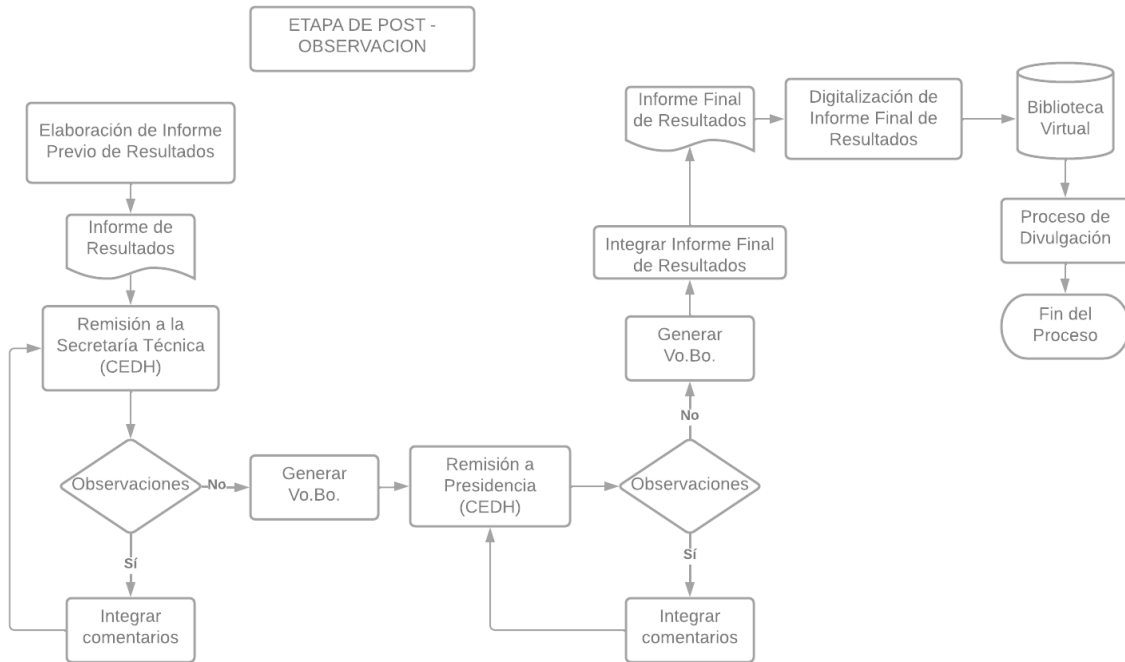 ETAPA DE POST -
OBSERVACION
Elaboración de Informe
Previo de Resultados
Informe de
Resultados
Remisión a la
Secretaría Técnica
(CEDH)
Observaciones
No
Sí
Integrar
comentarios
Generar
Vo.Bo.
Remisión a
Presidencia
(CEDH)
Observaciones
Sí
Integrar
comentarios
No
Generar
Vo.Bo.
Integrar Informe Final
de Resultados
Informe Final
de Resultados
Digitalización de
Informe Final de
Resultados
Biblioteca
Virtual
Proceso de
Divulgación
Fin del
Proceso